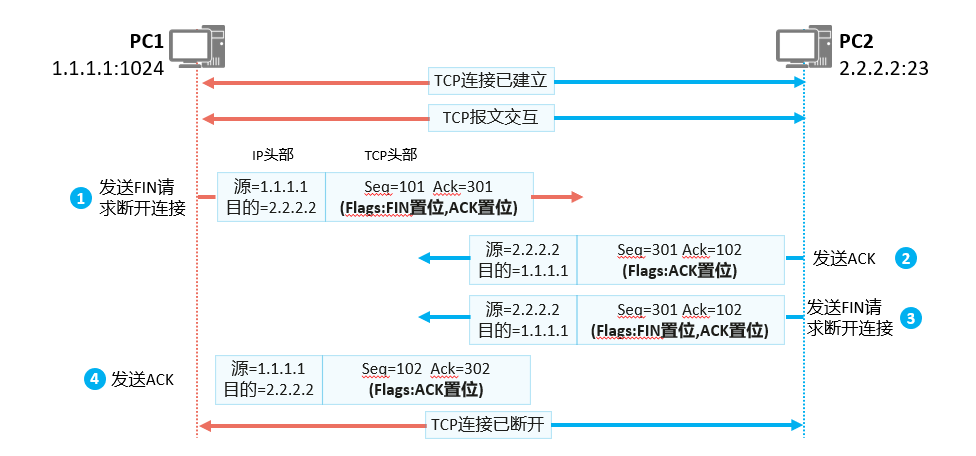 PC1
1.1.1.1:1024
PC2
2.2.2.2:23
TCP连接已建立
TCP报文交互
IP头部
TCP头部
1
发送FIN请
求断开连接
源=1.1.1.1
目的=2.2.2.2
Seq=101 Ack=301
(Flags:FIN置位,ACK置位)
源=2.2.2.2
目的=1.1.1.1
Seq=301 Ack=102
(Flags:ACK置位)
发送ACK
2
源=2.2.2.2
目的=1.1.1.1
Seq=301 Ack=102
(Flags:FIN置位,ACK置位)
发送FIN请
求断开连接
3
4
发送ACK
源=1.1.1.1
目的=2.2.2.2
Seq=102 Ack=302
(Flags:ACK置位)
TCP连接已断开